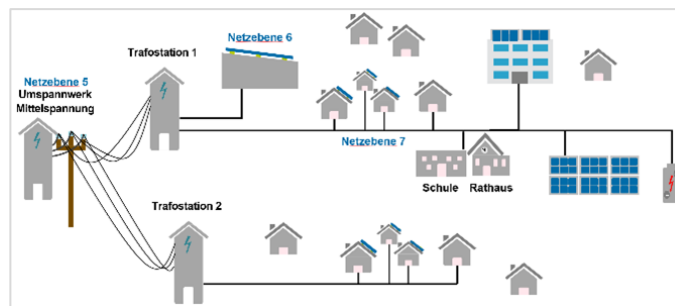 Netzebene 6
Trafostation 1
Netzebene 5
Umspannwerk
Mittelspannung
Netzebene 7
Schule Rathaus
Trafostation 2